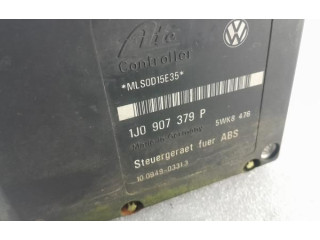 Ate
Controller
*MLS0D15E35*
1J0 907 379 P
5WK8 476
Steuergeraet fuer ABS
10.0949-0331.3